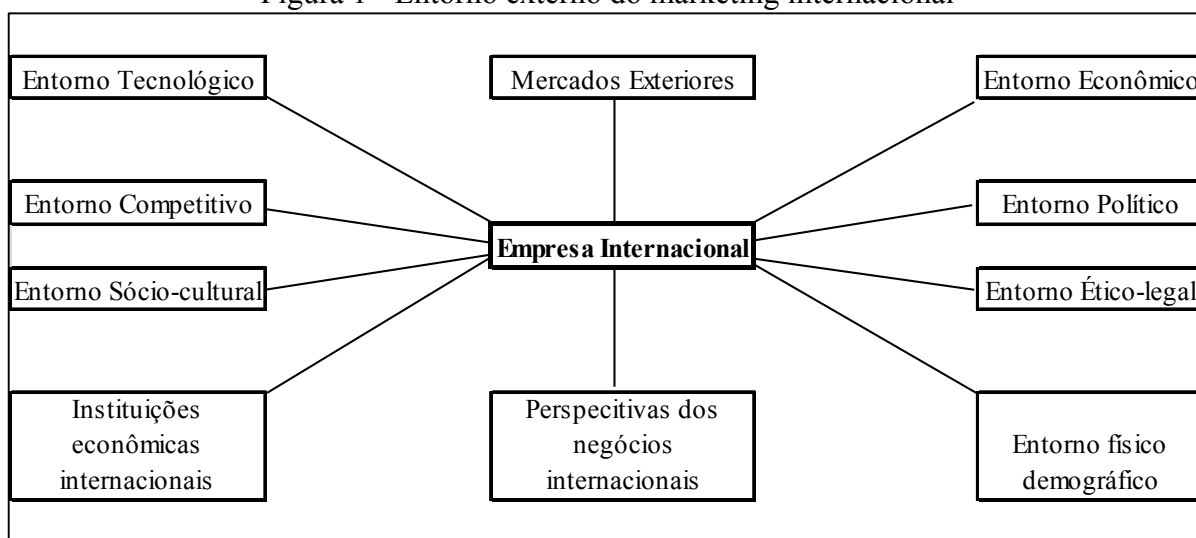 Figura 1 - Entorno externo do marketing internacional
Entorno Tecnológico
Mercados Exteriores
Entorno Econômico
Entorno Competitivo
Entorno Político
Empresa Internacional
Entorno Sócio-cultural
Entorno Ético-legal
Instituições
econômicas
internacionais
Perspecitivas dos
negócios
internacionais
Entorno físico
demográfico